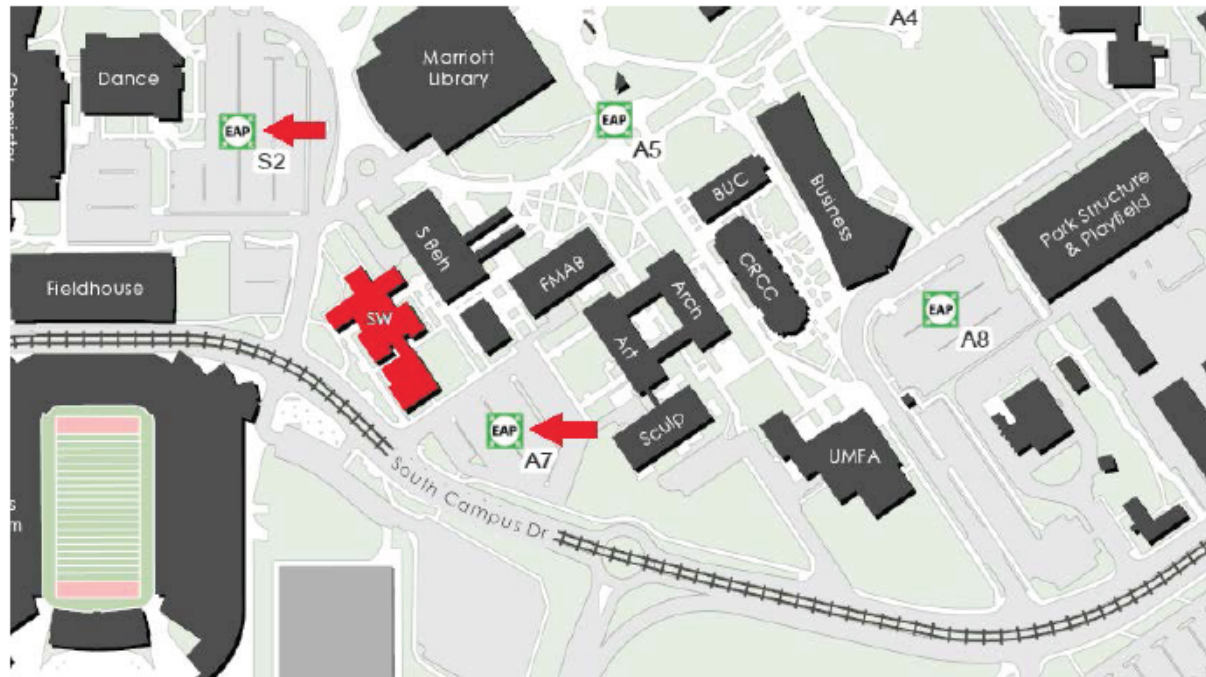 A4
Marriott
Library
Dance
EAP
S2
EAP
A5
Chemistry
BUC
Business
Park Structure
& Playfield
S Beh
FMAB
CRCC
Fieldhouse
SW
Arch
Art
EAP
A8
EAP
A7
Sculp
UMFA
South Campus Dr